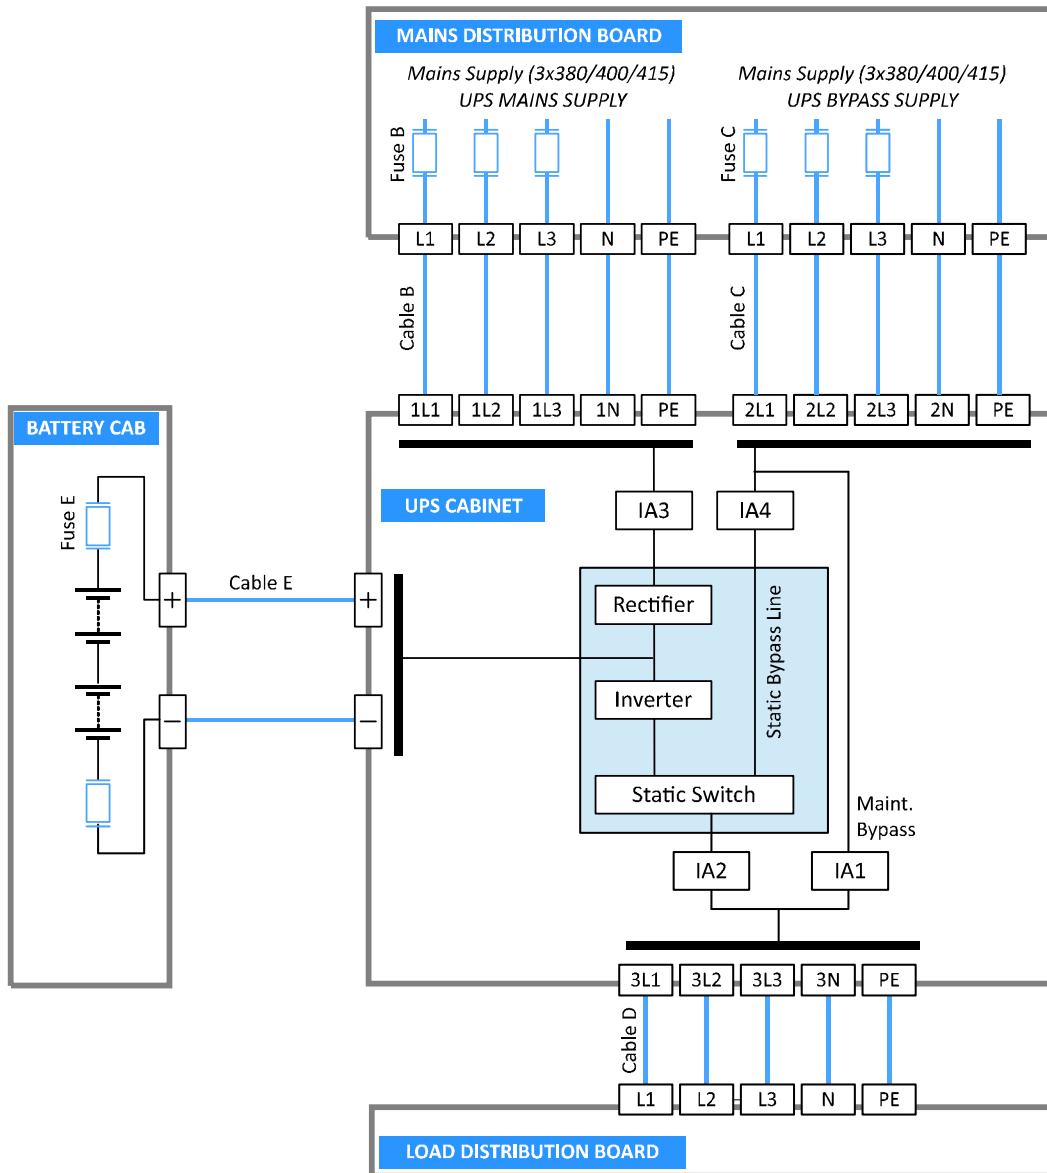 MAINS DISTRIBUTION BOARD
Mains Supply (3x380/400/415)
UPS MAINS SUPPLY
Mains Supply (3x380/400/415)
UPS BYPASS SUPPLY
Fuse B
Fuse C
L1 L2 L3 N PE L1 L2 L3 N PE
Cable B
Cable C
1L1 1L2 1L3 1N PE 2L1 2L2 2L3 2N PE
BATTERY CAB
Fuse E
UPS CABINET
IA3 IA4
Cable E
+ +
Rectifier
Static Bypass Line
Inverter
− −
Static Switch
Maint.
Bypass
IA2 IA1
3L1 3L2 3L3 3N PE
Cable D
L1 L2 L3 N PE
LOAD DISTRIBUTION BOARD